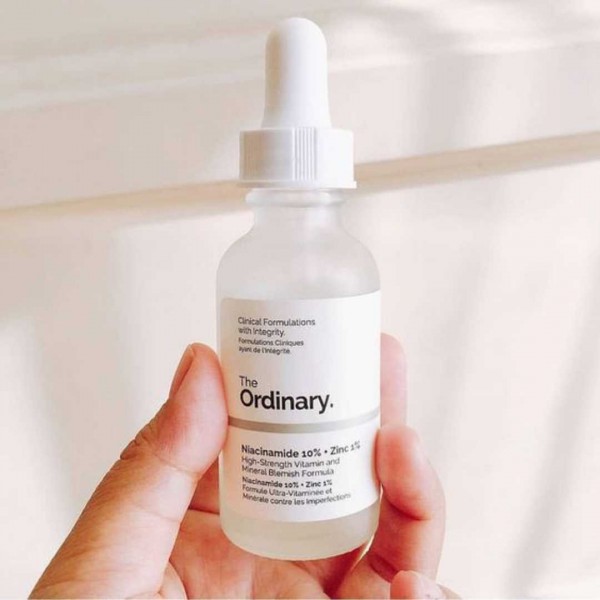 Clinical Formulations
with Integrity.
Formulations Cliniques
ayant de l'intégrité.
The
Ordinary.
Niacinamide 10% + Zinc 1%
High-Strength Vitamin and
Mineral Blemish Formula
Niacinamide 10% + Zinc 1%
Formule Ultra-Vitaminée et
Minérale contre les Imperfections